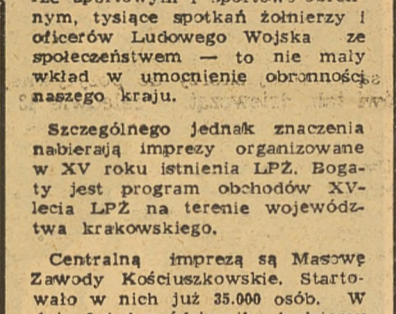 nym, tysiące spotkań żołnierzy i
oficerów Ludowego Wojska ze
społeczeństwem — to nie mały
wkład w umocnienie obronności
naszego kraju.
Szczególnego jednak znaczenia
nabierają imprezy organizowane
w XV roku istnienia LPŻ. Boga-
ty jest program obchodów XV-
lecia LPŻ na terenie wojewódz-
twa krakowskiego.
Centralną imprezą są Masowe
Zawody Kościuszkowskie. Starto-
wało w nich już 35.000 osób. W